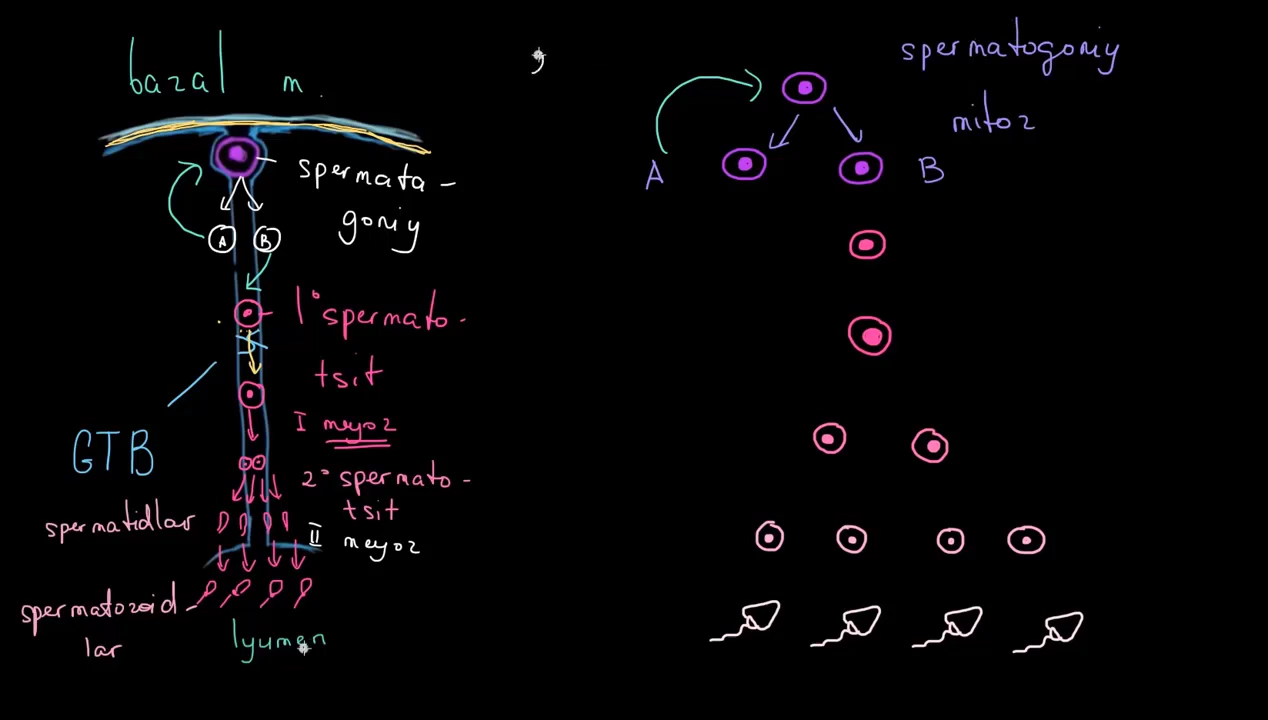 bazal m.
spermata-
goniy
A B
1° spermato-
tsit
I meyoz
GTB
2° spermato-
tsit
spermatidlar
II meyoz
spermatozoid
lar
lyumen
spermatogoniy
mitoz
A B